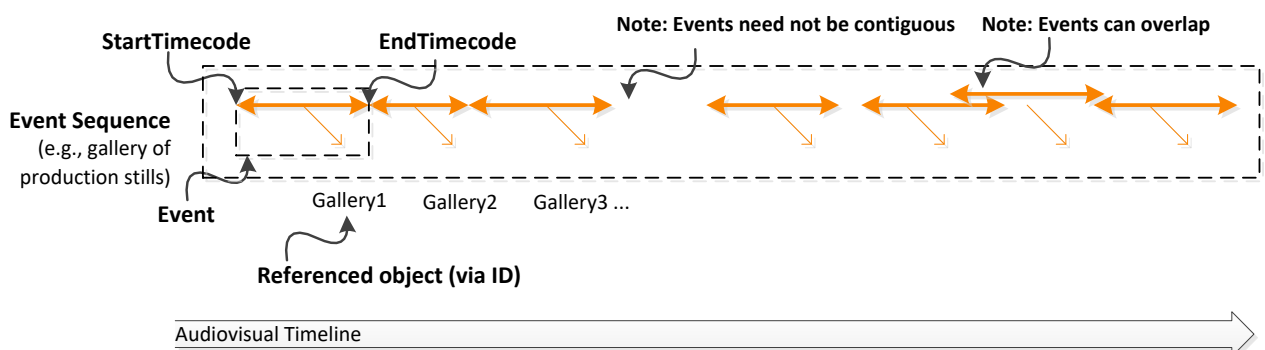 Note: Events need not be contiguous
Note: Events can overlap
StartTimecode
EndTimecode
Event Sequence
(e.g., gallery of
production stills)
Event
Gallery1
Gallery2
Gallery3 ...
Referenced object (via ID)
Audiovisual Timeline